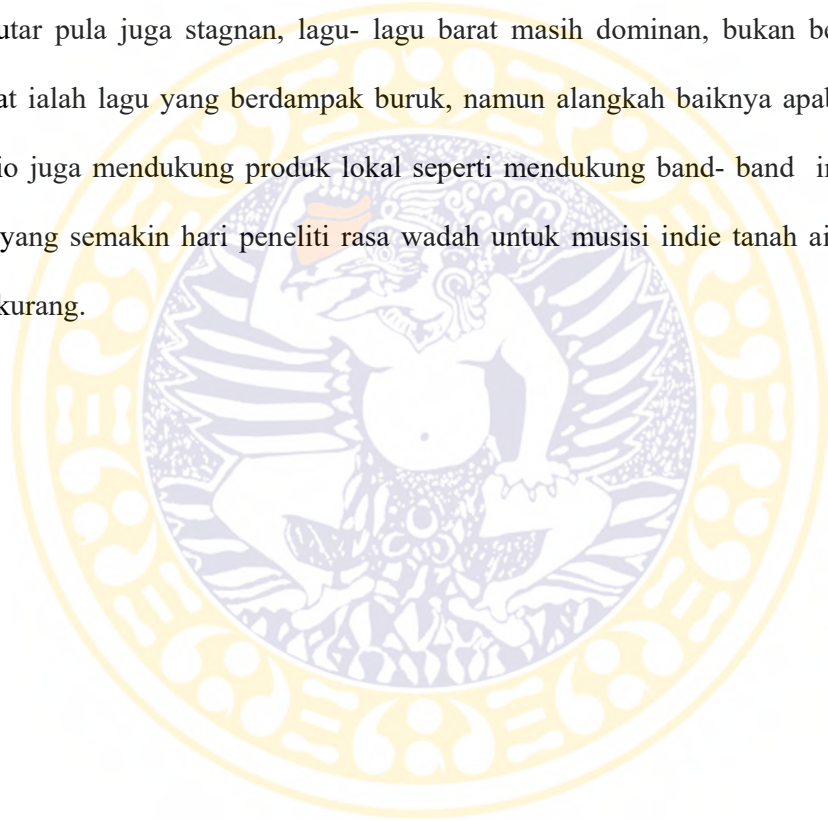 utar pula juga stagnan, lagu- lagu barat masih dominan, bukan be
at ialah lagu yang berdampak buruk, namun alangkah baiknya apab
io juga mendukung produk lokal seperti mendukung band- band in
yang semakin hari peneliti rasa wadah untuk musisi indie tanah ai
kurang.